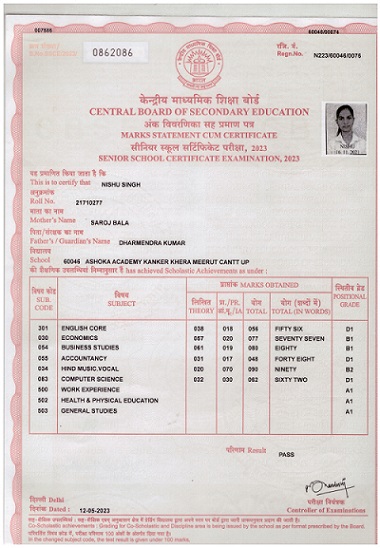 007866 60046/0076
0862086
रजि. नं.
Regn.No. N223/60046/0076
केन्द्रीय माध्यमिक शिक्षा बोर्ड
CENTRAL BOARD OF SECONDARY EDUCATION
अंक विवरणिका सह प्रमाण पत्र
MARKS STATEMENT CUM CERTIFICATE
सीनियर स्कूल सर्टिफिकेट परीक्षा, 2023
SENIOR SCHOOL CERTIFICATE EXAMINATION, 2023
यह प्रमाणित किया जाता है कि
This is to certify that NISHU SINGH
अनुक्रमांक
Roll No. 21710277
माता का नाम
Mother's Name SAROJ BALA
पिता/संरक्षक का नाम
Father's / Guardian's Name DHARMENDRA KUMAR
विद्यालय
School 60046 ASHOKA ACADEMY KANKER KHERA MEERUT CANTT UP
की शैक्षिक उपलब्धियां निम्नानुसार हैं has achieved Scholastic Achievements as under :
विषय कोड विषय प्राप्तांक MARKS OBTAINED स्थितीय ग्रेड
SUB. CODE SUBJECT लिखित THEORY योग TOTAL योग (शब्दों में) TOTAL (IN WORDS) POSITIONAL GRADE
301 ENGLISH CORE 038 018 056 FIFTY SIX D1
030 ECONOMICS 057 020 077 SEVENTY SEVEN B1
054 BUSINESS STUDIES 061 019 080 EIGHTY B1
055 ACCOUNTANCY 031 017 048 FORTY EIGHT D1
034 HIND MUSIC.VOCAL 020 070 090 NINETY B2
083 COMPUTER SCIENCE 032 030 062 SIXTY TWO D1
500 WORK EXPERIENCE A1
502 HEALTH & PHYSICAL EDUCATION A1
503 GENERAL STUDIES A1
परिणाम Result PASS
दिल्ली Delhi
दिनांक Dated : 12-05-2023
परीक्षा नियंत्रक
Controller of Examinations